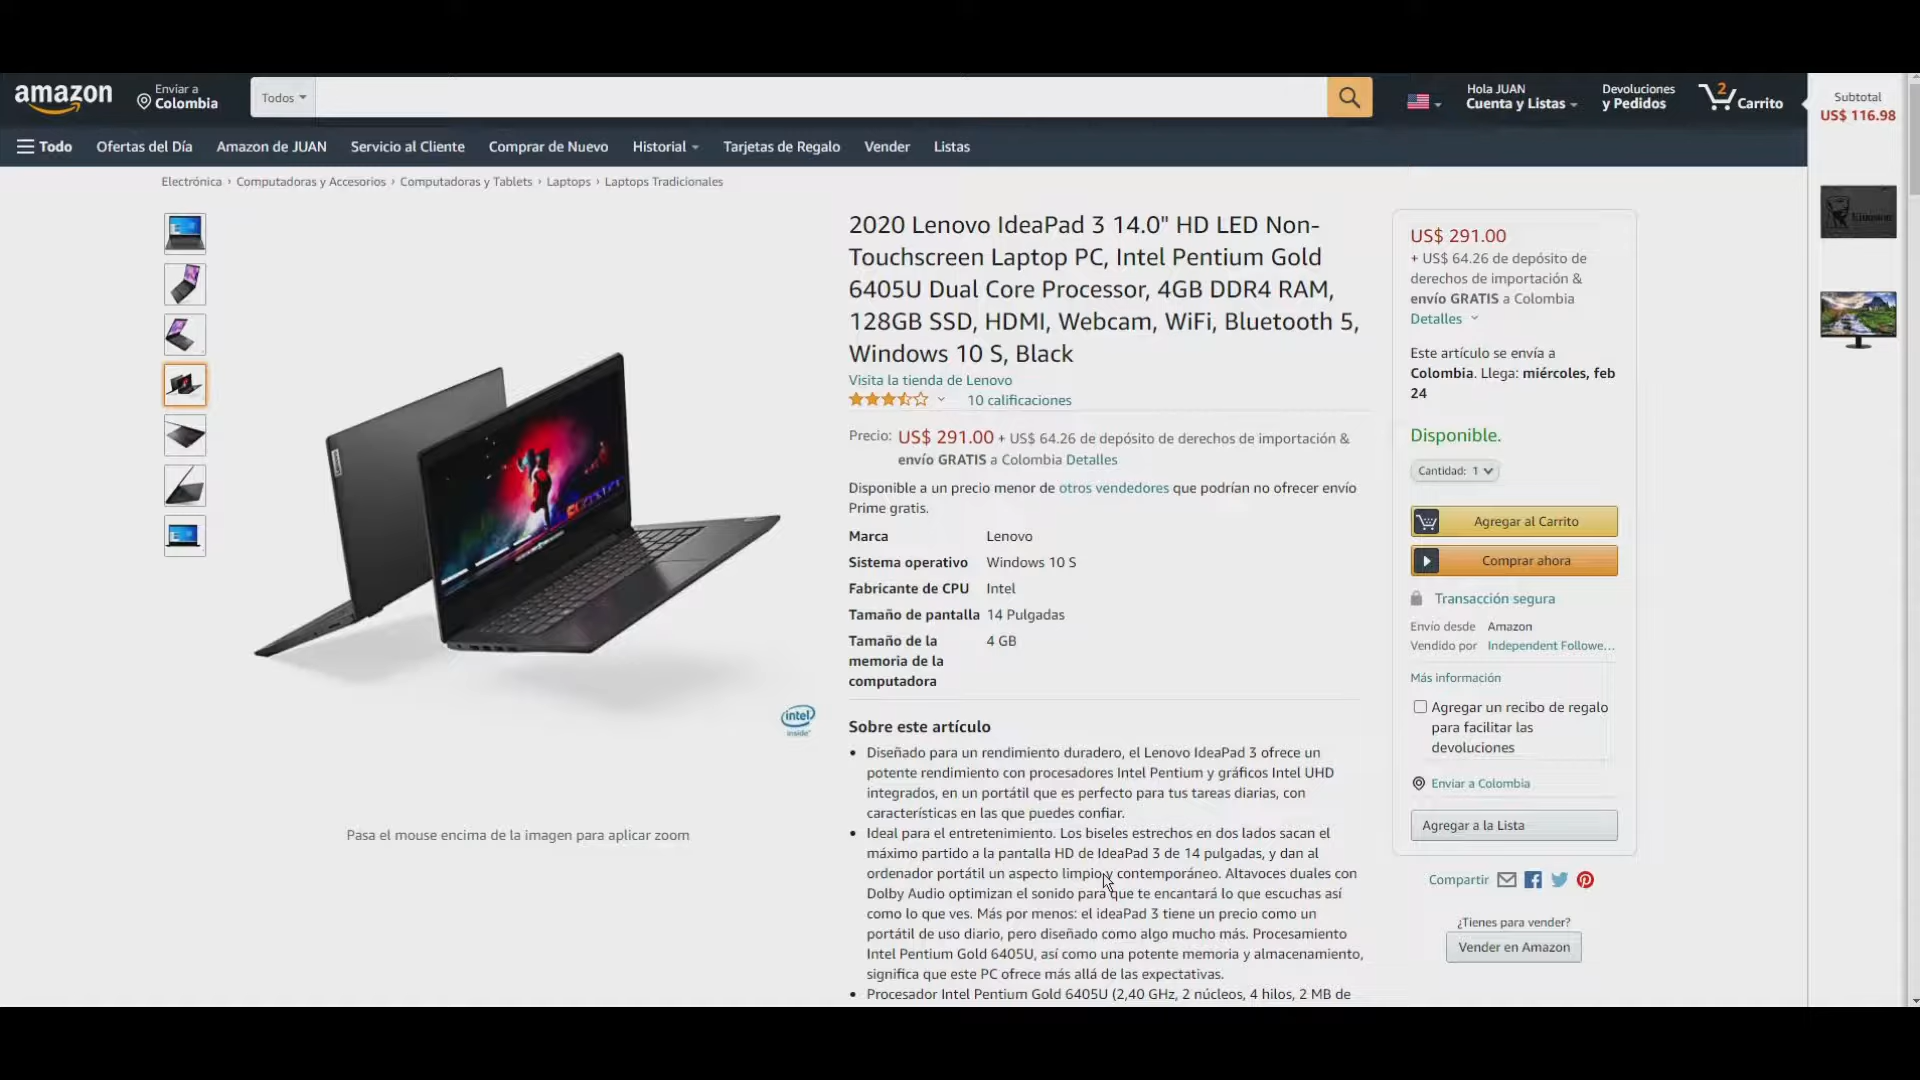 amazon
Enviar a
Colombia
Todos
Hola JUAN
Cuenta y Listas
Devoluciones
y Pedidos
2
Carrito
Subtotal
US$ 116.98
Todo
Ofertas del Día
Amazon de JUAN
Servicio al Cliente
Comprar de Nuevo
Historial
Tarjetas de Regalo
Vender
Listas
Electrónica › Computadoras y Accesorios › Computadoras y Tablets › Laptops › Laptops Tradicionales
2020 Lenovo IdeaPad 3 14.0" HD LED Non-
Touchscreen Laptop PC, Intel Pentium Gold
6405U Dual Core Processor, 4GB DDR4 RAM,
128GB SSD, HDMI, Webcam, WiFi, Bluetooth 5,
Windows 10 S, Black
Visita la tienda de Lenovo
10 calificaciones
Precio: US$ 291.00 + US$ 64.26 de depósito de derechos de importación &
envío GRATIS a Colombia Detalles
Disponible a un precio menor de otros vendedores que podrían no ofrecer envío
Prime gratis.
Marca Lenovo
Sistema operativo Windows 10 S
Fabricante de CPU Intel
Tamaño de pantalla 14 Pulgadas
Tamaño de la 4 GB
memoria de la
computadora
intel
inside
Pasa el mouse encima de la imagen para aplicar zoom
Sobre este artículo
• Diseñado para un rendimiento duradero, el Lenovo IdeaPad 3 ofrece un
potente rendimiento con procesadores Intel Pentium y gráficos Intel UHD
integrados, en un portátil que es perfecto para tus tareas diarias, con
características en las que puedes confiar.
• Ideal para el entretenimiento. Los biseles estrechos en dos lados sacan el
máximo partido a la pantalla HD de IdeaPad 3 de 14 pulgadas, y dan al
ordenador portátil un aspecto limpio y contemporáneo. Altavoces duales con
Dolby Audio optimizan el sonido para que te encantará lo que escuchas así
como lo que ves. Más por menos: el ideaPad 3 tiene un precio como un
portátil de uso diario, pero diseñado como algo mucho más. Procesamiento
Intel Pentium Gold 6405U, así como una potente memoria y almacenamiento,
significa que este PC ofrece más allá de las expectativas.
• Procesador Intel Pentium Gold 6405U (2,40 GHz, 2 núcleos, 4 hilos, 2 MB de
US$ 291.00
+ US$ 64.26 de depósito de
derechos de importación &
envío GRATIS a Colombia
Detalles
Este artículo se envía a
Colombia. Llega: miércoles, feb
24
Disponible.
Cantidad: 1
Agregar al Carrito
Comprar ahora
Transacción segura
Envío desde Amazon
Vendido por Independent Followe...
Más información
Agregar un recibo de regalo
para facilitar las
devoluciones
Enviar a Colombia
Agregar a la Lista
Compartir
¿Tienes para vender?
Vender en Amazon
Kingston